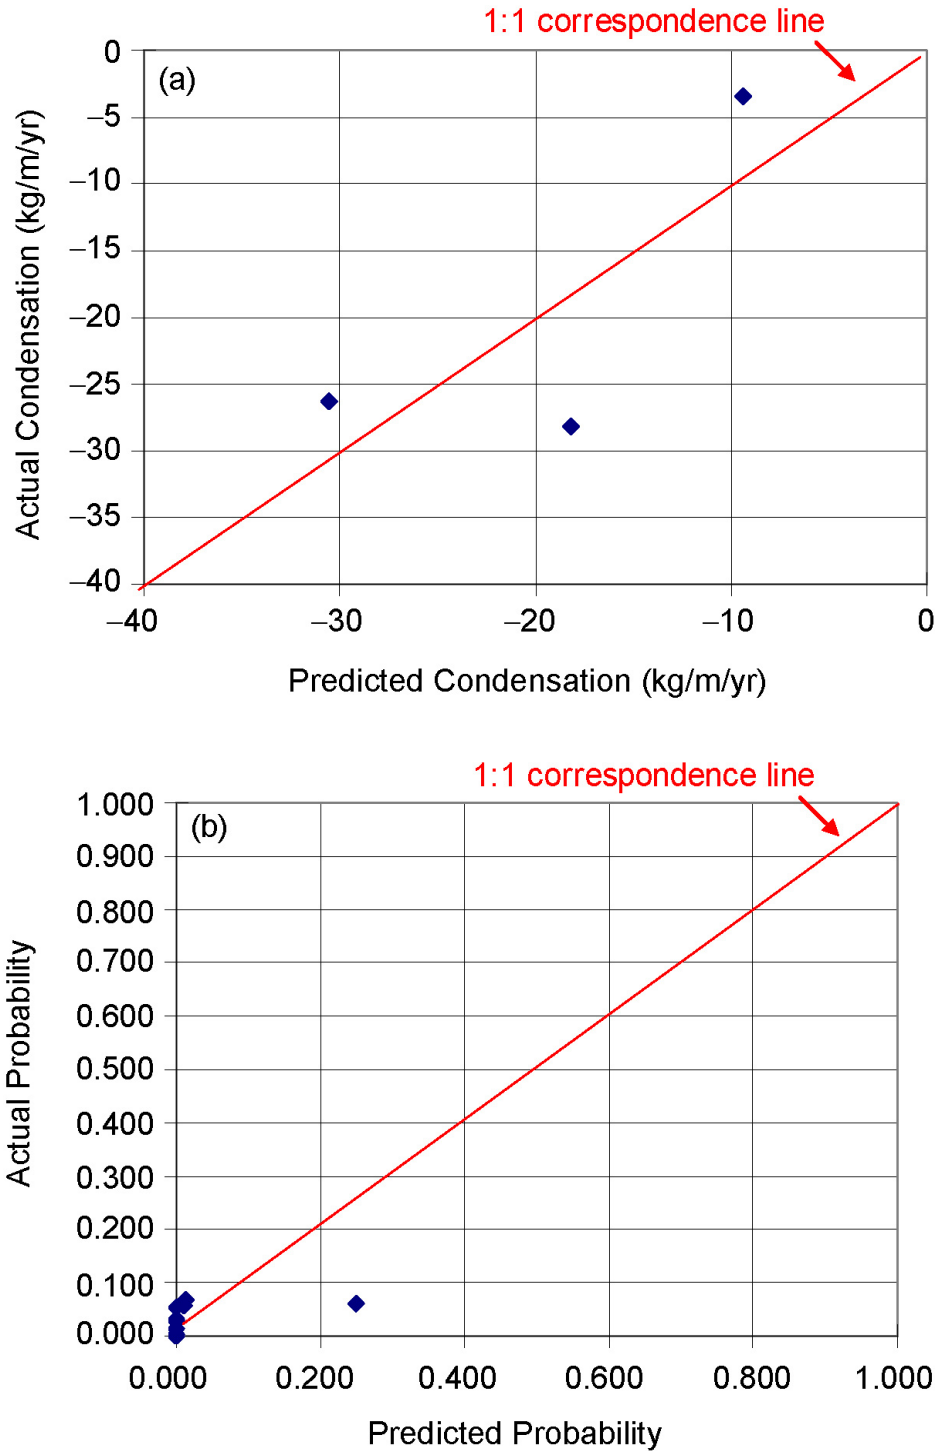 1:1 correspondence line
(a)
0
–5
–10
–15
–20
–25
–30
–35
–40
Actual Condensation (kg/m/yr)
–40 –30 –20 –10 0
Predicted Condensation (kg/m/yr)
1:1 correspondence line
(b)
1.000
0.900
0.800
0.700
0.600
0.500
0.400
0.300
0.200
0.100
0.000
Actual Probability
0.000 0.200 0.400 0.600 0.800 1.000
Predicted Probability